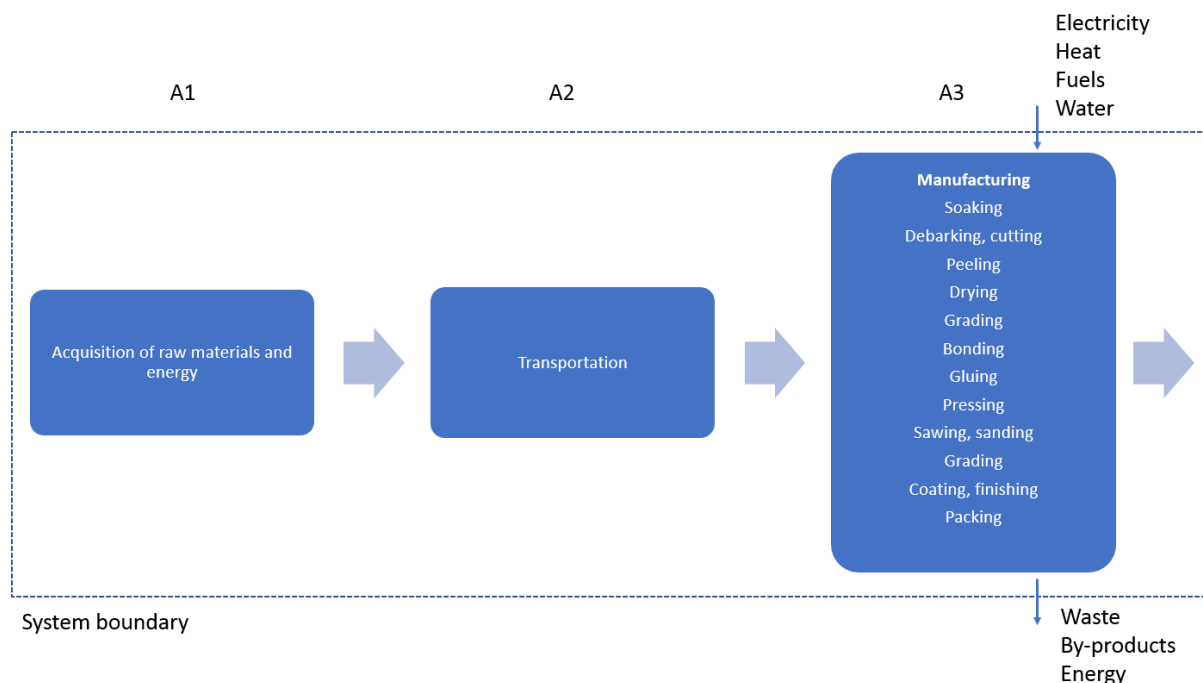 Electricity
Heat
Fuels
Water
A1
A2
A3
Acquisition of raw materials and
energy
Transportation
Manufacturing
Soaking
Debarking, cutting
Peeling
Drying
Grading
Bonding
Gluing
Pressing
Sawing, sanding
Grading
Coating, finishing
Packing
System boundary
Waste
By-products
Energy